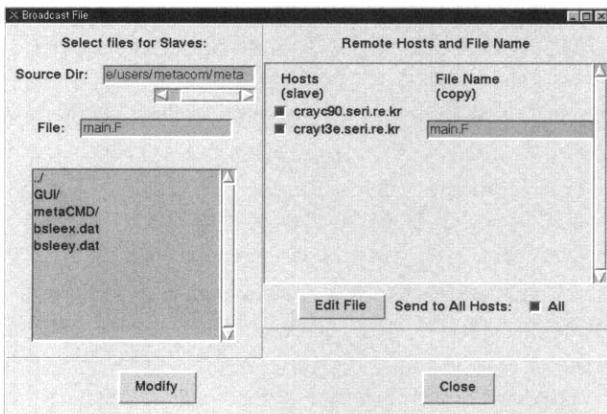 Broadcast File
Select files for Slaves:
Source Dir: e/users/metacom/meta
File: main.F
../
GUI/
metaCMD/
bsleex.dat
bsleey.dat
Remote Hosts and File Name
Hosts File Name
(slave) (copy)
crayc90.seri.re.kr
crayt3e.seri.re.kr main.F
Edit File Send to All Hosts: All
Modify Close